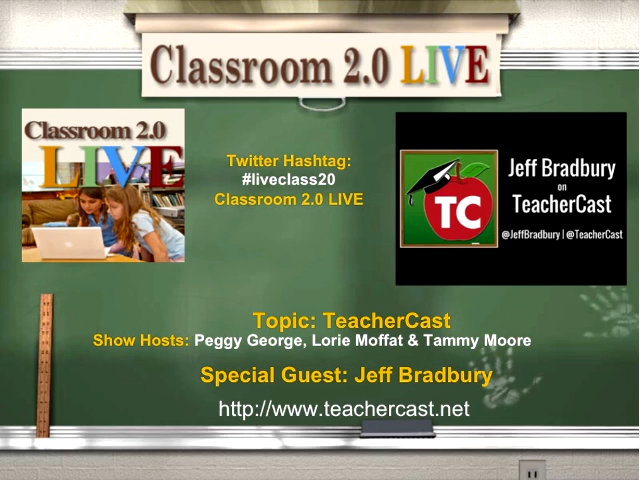 Classroom 2.0 LIVE
Classroom 2.0
LIVE
Twitter Hashtag:
#liveclass20
Classroom 2.0 LIVE
TC
Jeff Bradbury
on
TeacherCast
@JeffBradbury | @TeacherCast
Topic: TeacherCast
Show Hosts: Peggy George, Lorie Moffat & Tammy Moore
Special Guest: Jeff Bradbury
http://www.teachercast.net